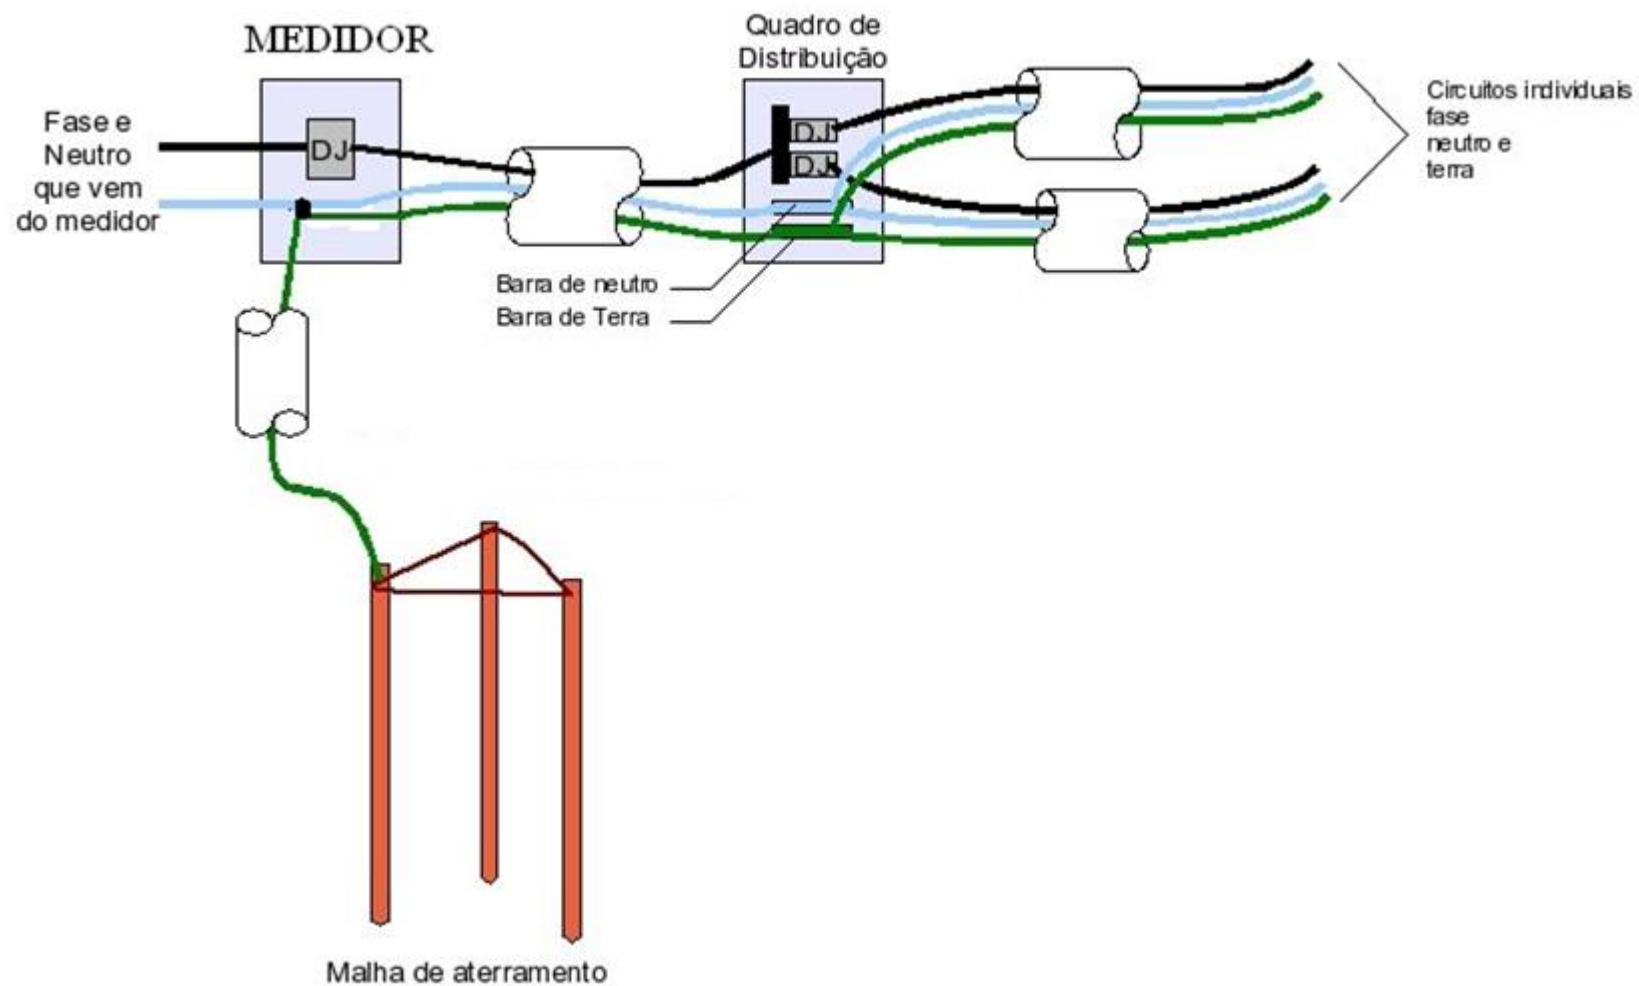 MEDIDOR
Quadro de
Distribuição
Fase e
Neutro
que vem
do medidor
DJ
DJ
DJ
Circuitos individuais
fase
neutro e
terra
Barra de neutro
Barra de Terra
Malha de aterramento